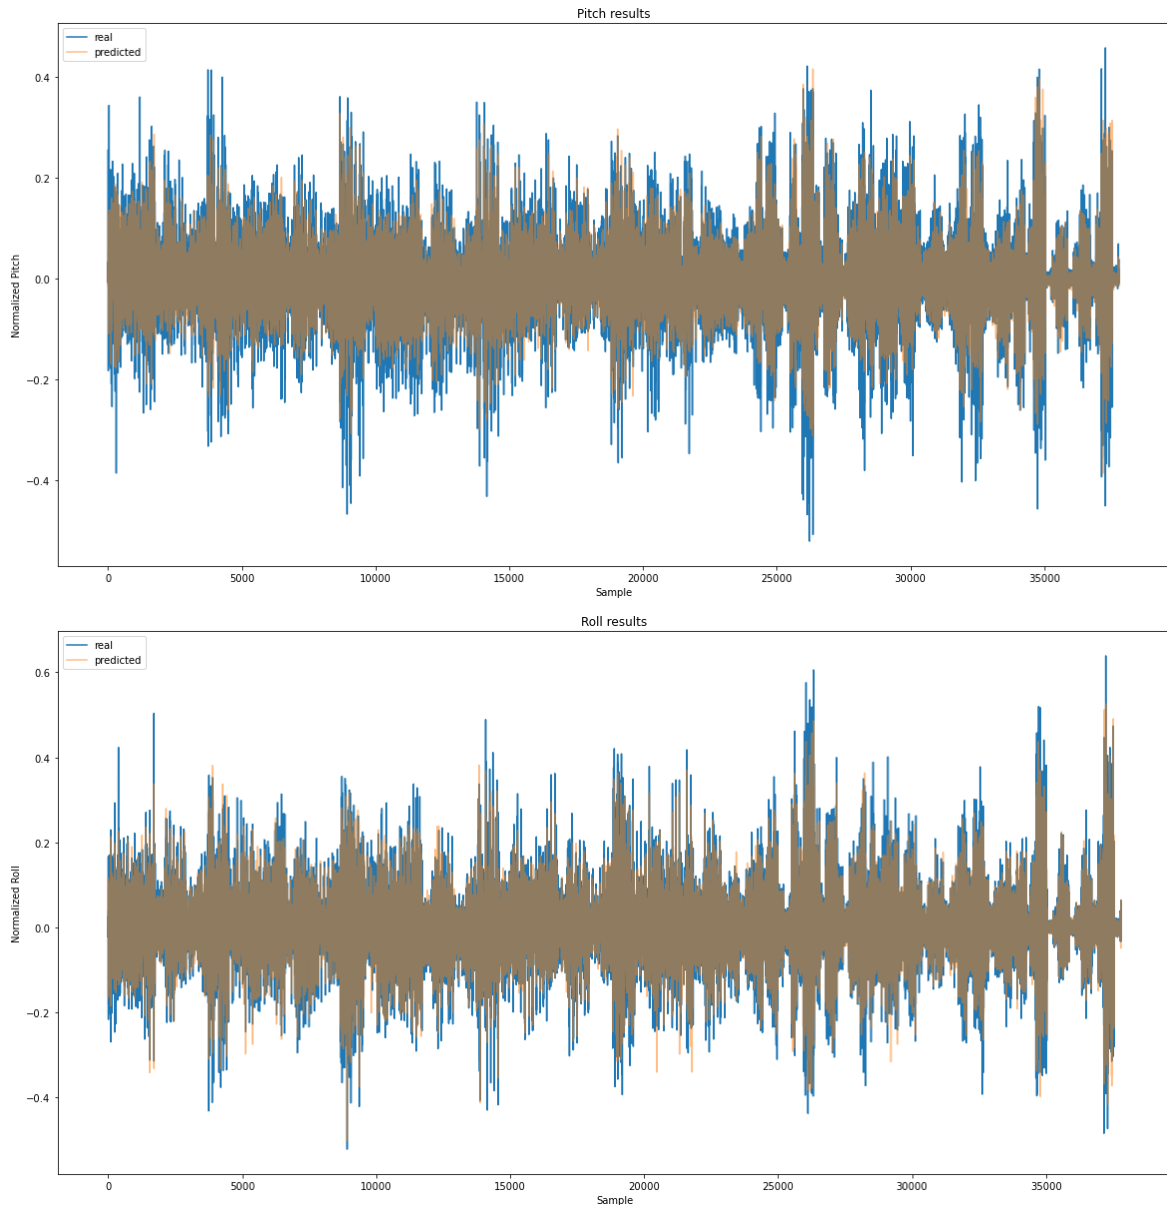 Pitch results
real
predicted
Normalized Pitch
0.4
0.2
0.0
−0.2
−0.4
0 5000 10000 15000 20000 25000 30000 35000
Sample
Roll results
real
predicted
Normalized Roll
0.6
0.4
0.2
0.0
−0.2
−0.4
0 5000 10000 15000 20000 25000 30000 35000
Sample